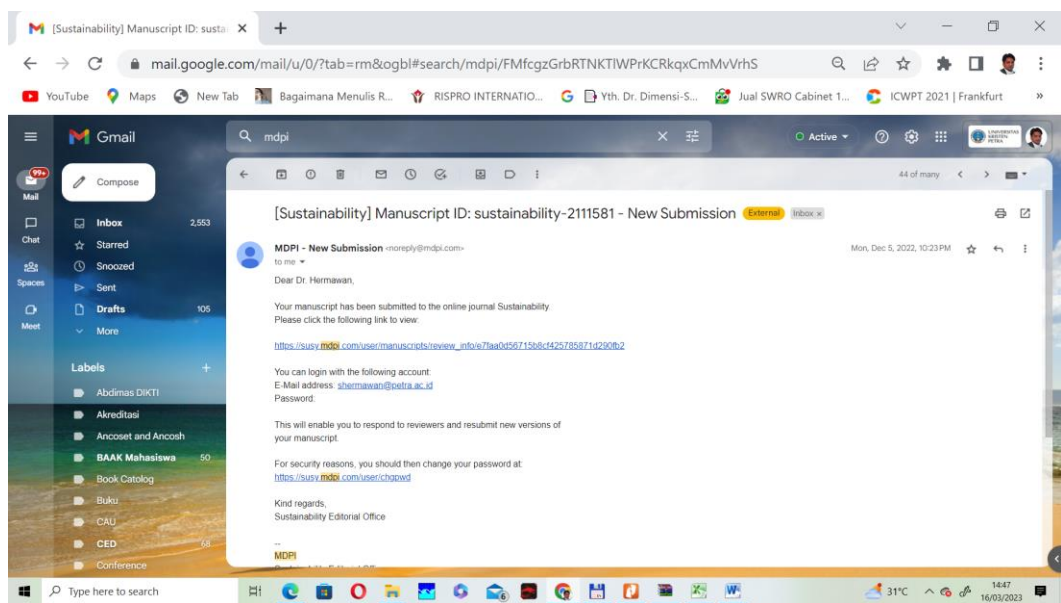 [Sustainability] Manuscript ID: susta
mail.google.com/mail/u/0/?tab=rm&ogbl#search/mdpi/FMfcgzGrbRTNKTlWPrKCRkqxCmMvVrhS
YouTube Maps New Tab Bagaimana Menulis R... RISPRO INTERNATIO... Yth. Dr. Dimensi-S... Jual SWRO Cabinet 1... ICWPT 2021 | Frankfurt »
Gmail
mdpi
Active
UNIVERSITAS KRISTEN PETRA
99+
Mail
Chat
Spaces
Meet
Compose
44 of many
Inbox 2,553
Starred
Snoozed
Sent
Drafts 105
More
Labels +
Abdimas DIKTI
Akreditasi
Ancoset and Ancosh
BAAK Mahasiswa 50
Book Catolog
Buku
CAU
CED 68
Conference
[Sustainability] Manuscript ID: sustainability-2111581 - New Submission External Inbox x
MDPI - New Submission <noreply@mdpi.com> Mon, Dec 5, 2022, 10:23 PM
to me
Dear Dr. Hermawan,
Your manuscript has been submitted to the online journal Sustainability.
Please click the following link to view:
https://susy.mdpi.com/user/manuscripts/review_info/e7faa0d56715b8cf425785871d290fb2
You can login with the following account:
E-Mail address: shermawan@petra.ac.id
Password:
This will enable you to respond to reviewers and resubmit new versions of
your manuscript.
For security reasons, you should then change your password at:
https://susy.mdpi.com/user/chgpwd
Kind regards,
Sustainability Editorial Office
--
MDPI
Type here to search
31°C
14:47
16/03/2023